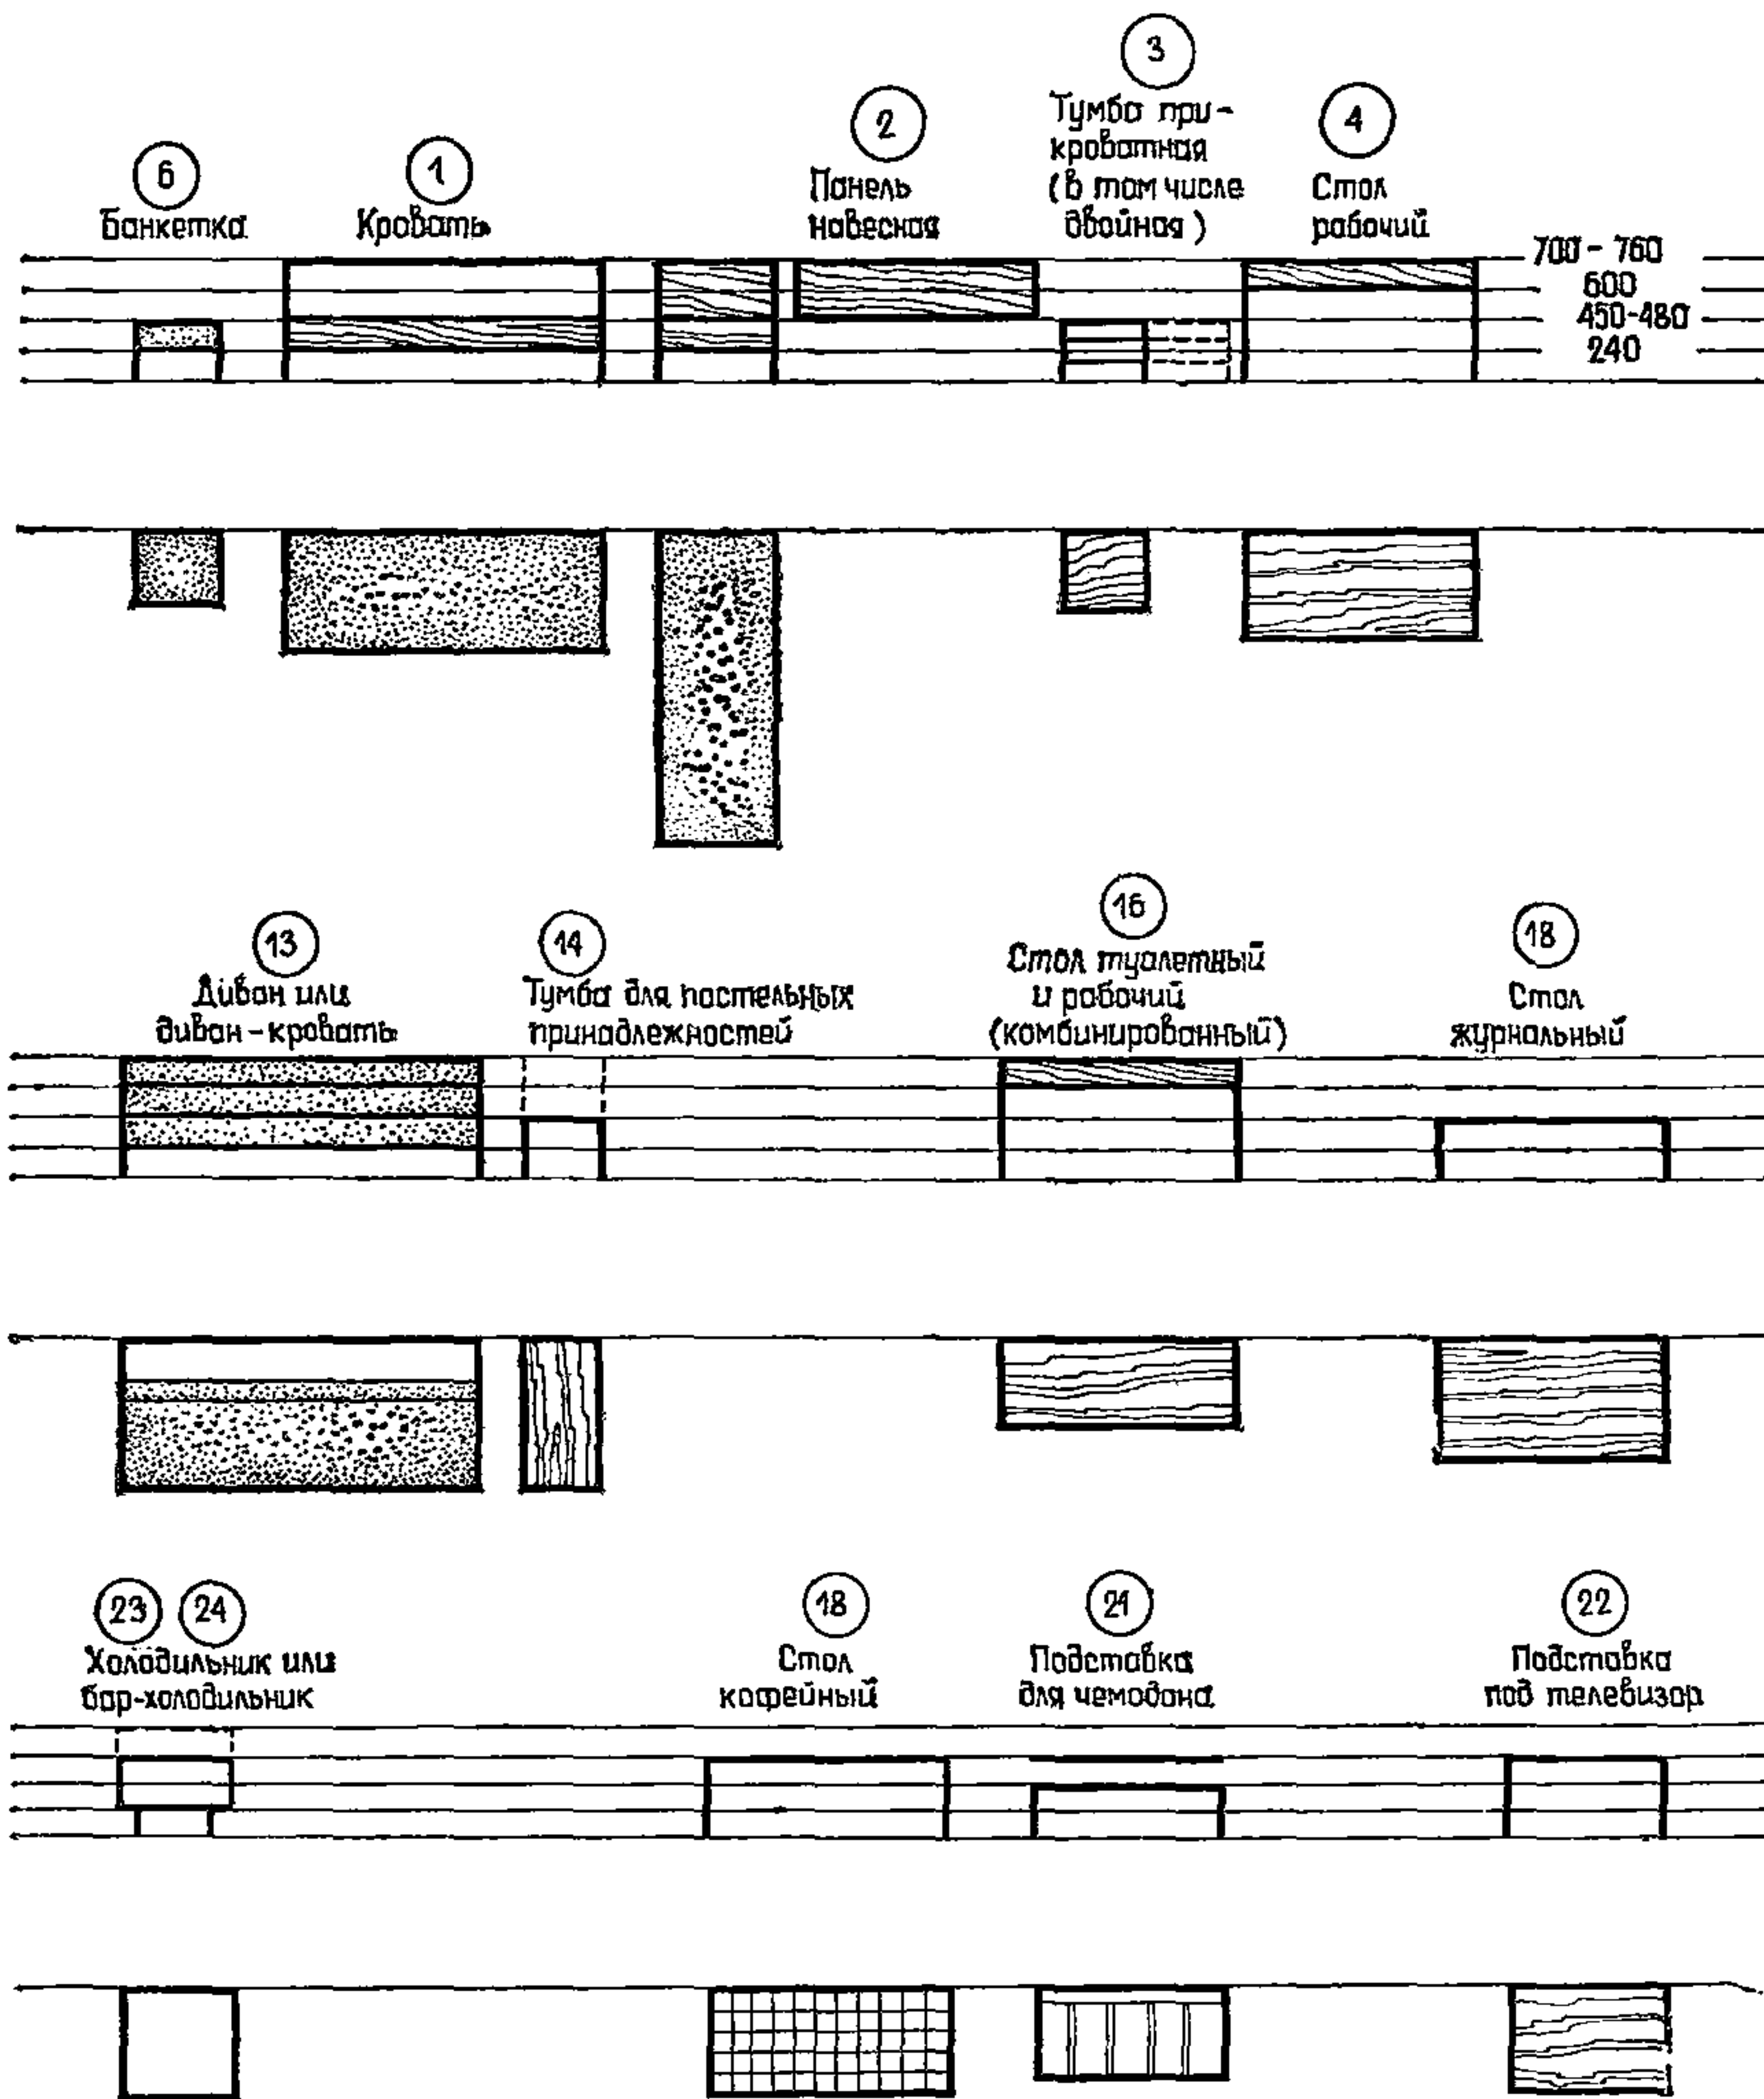 6
Банкетка
1
Кровать
2
Панель
навесная
3
Тумба при-
кроватная
(в том числе
двойная)
4
Стол
рабочий
700 - 760
600
450-480
240
13
Диван или
диван-кровать
14
Тумба для постельных
принадлежностей
16
Стол туалетный
и рабочий
(комбинированный)
18
Стол
журнальный
23 24
Холодильник или
бар-холодильник
18
Стол
кофейный
21
Подставка
для чемодана
22
Подставка
под телевизор